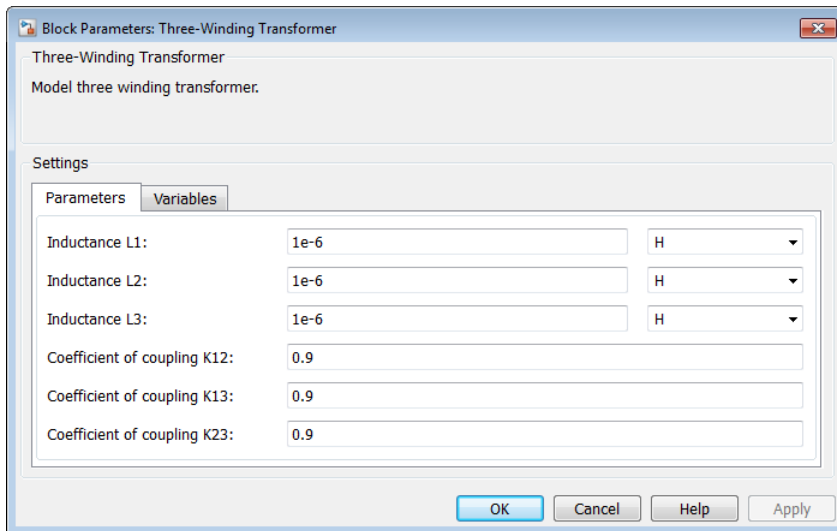 Block Parameters: Three-Winding Transformer
Three-Winding Transformer
Model three winding transformer.
Settings
Parameters Variables
Inductance L1: 1e-6 H
Inductance L2: 1e-6 H
Inductance L3: 1e-6 H
Coefficient of coupling K12: 0.9
Coefficient of coupling K13: 0.9
Coefficient of coupling K23: 0.9
OK Cancel Help Apply